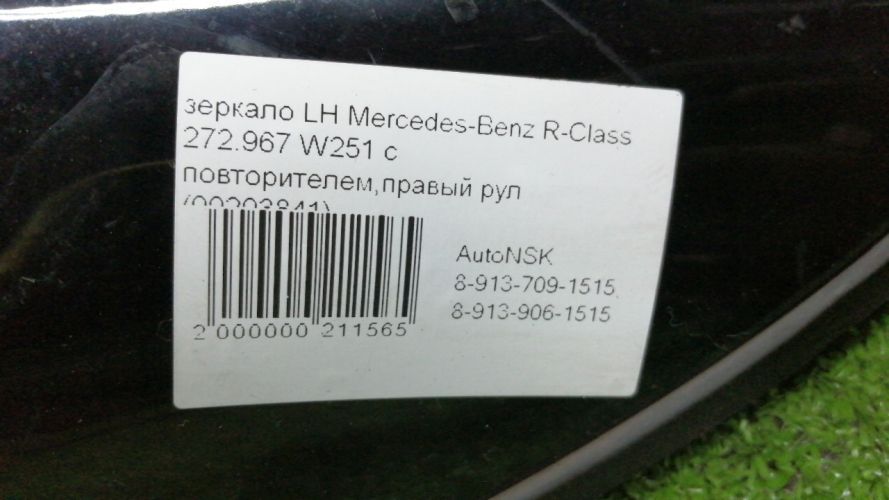 зеркало LH Mercedes-Benz R-Class
272.967 W251 с
повторителем,правый рул
(00203841)
AutoNSK
8-913-709-1515
8-913-906-1515
2 000000 211565